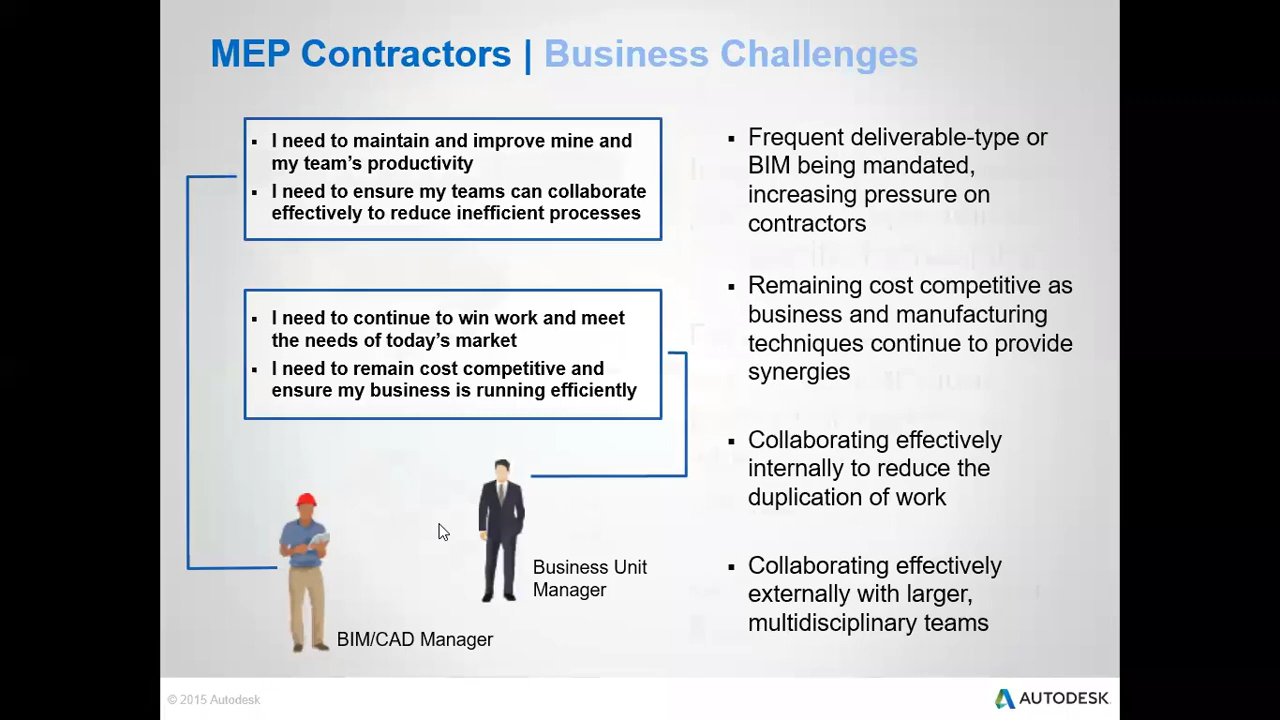 MEP Contractors | Business Challenges
▪ I need to maintain and improve mine and
my team's productivity
▪ I need to ensure my teams can collaborate
effectively to reduce inefficient processes
▪ I need to continue to win work and meet
the needs of today's market
▪ I need to remain cost competitive and
ensure my business is running efficiently
Business Unit
Manager
BIM/CAD Manager
▪ Frequent deliverable-type or
BIM being mandated,
increasing pressure on
contractors
▪ Remaining cost competitive as
business and manufacturing
techniques continue to provide
synergies
▪ Collaborating effectively
internally to reduce the
duplication of work
▪ Collaborating effectively
externally with larger,
multidisciplinary teams
© 2015 Autodesk
AUTODESK